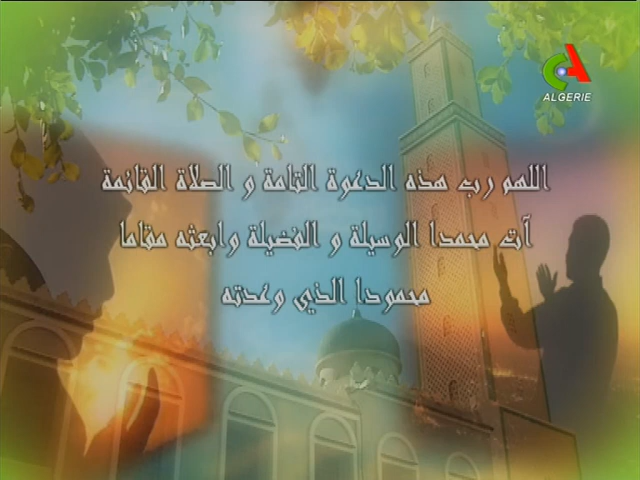 ALGERIE
اللهم رب هذه الدعوة التامة و الصلاة القائمة
آت محمدا الوسيلة و الفضيلة وابعثه مقاما
محمودا الذي وعدته